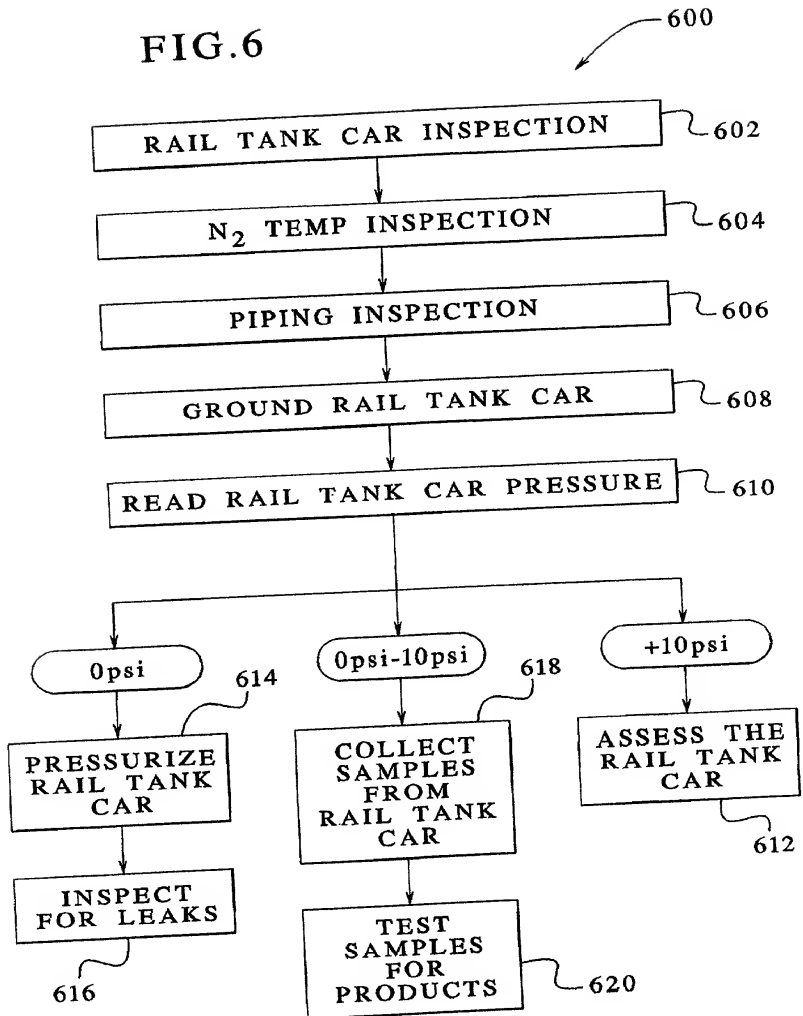 FIG.6
600
RAIL TANK CAR INSPECTION
602
N2 TEMP INSPECTION
604
PIPING INSPECTION
606
GROUND RAIL TANK CAR
608
READ RAIL TANK CAR PRESSURE
610
0psi
0psi-10psi
+10psi
614
PRESSURIZE
RAIL TANK
CAR
618
COLLECT
SAMPLES
FROM
RAIL TANK
CAR
ASSESS THE
RAIL TANK
CAR
612
INSPECT
FOR LEAKS
616
TEST
SAMPLES
FOR
PRODUCTS
620